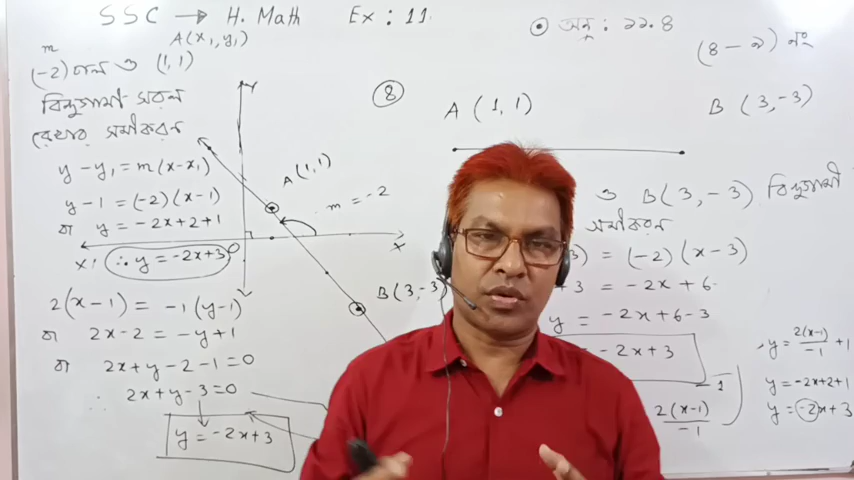 SSC → H. Math Ex : 11.
অনু : ১১.৪
(৪ - ৯) নং
m A(x₁, y₁)
(-2) ঢাল ও (1, 1)
বিন্দুগামী সরল
রেখার সমীকরণ
y - y₁ = m(x - x₁)
y - 1 = (-2)(x - 1)
বা y = -2x + 2 + 1
∴ y = -2x + 3
2(x - 1) = -1(y - 1)
বা 2x - 2 = -y + 1
বা 2x + y - 2 - 1 = 0
∴ 2x + y - 3 = 0
y = -2x + 3
Y
A(1, 1)
m = -2
X' O X
B(3, -3)
৪
A (1, 1) B (3, -3)
ও B(3, -3) বিন্দুগামী
সমীকরণ
3) = (-2)(x - 3)
+ 3 = -2x + 6
y = -2x + 6 - 3
= -2x + 3
2(x-1)/-1
y = 2(x-1)/-1 + 1
y = -2x + 2 + 1
y = -2x + 3